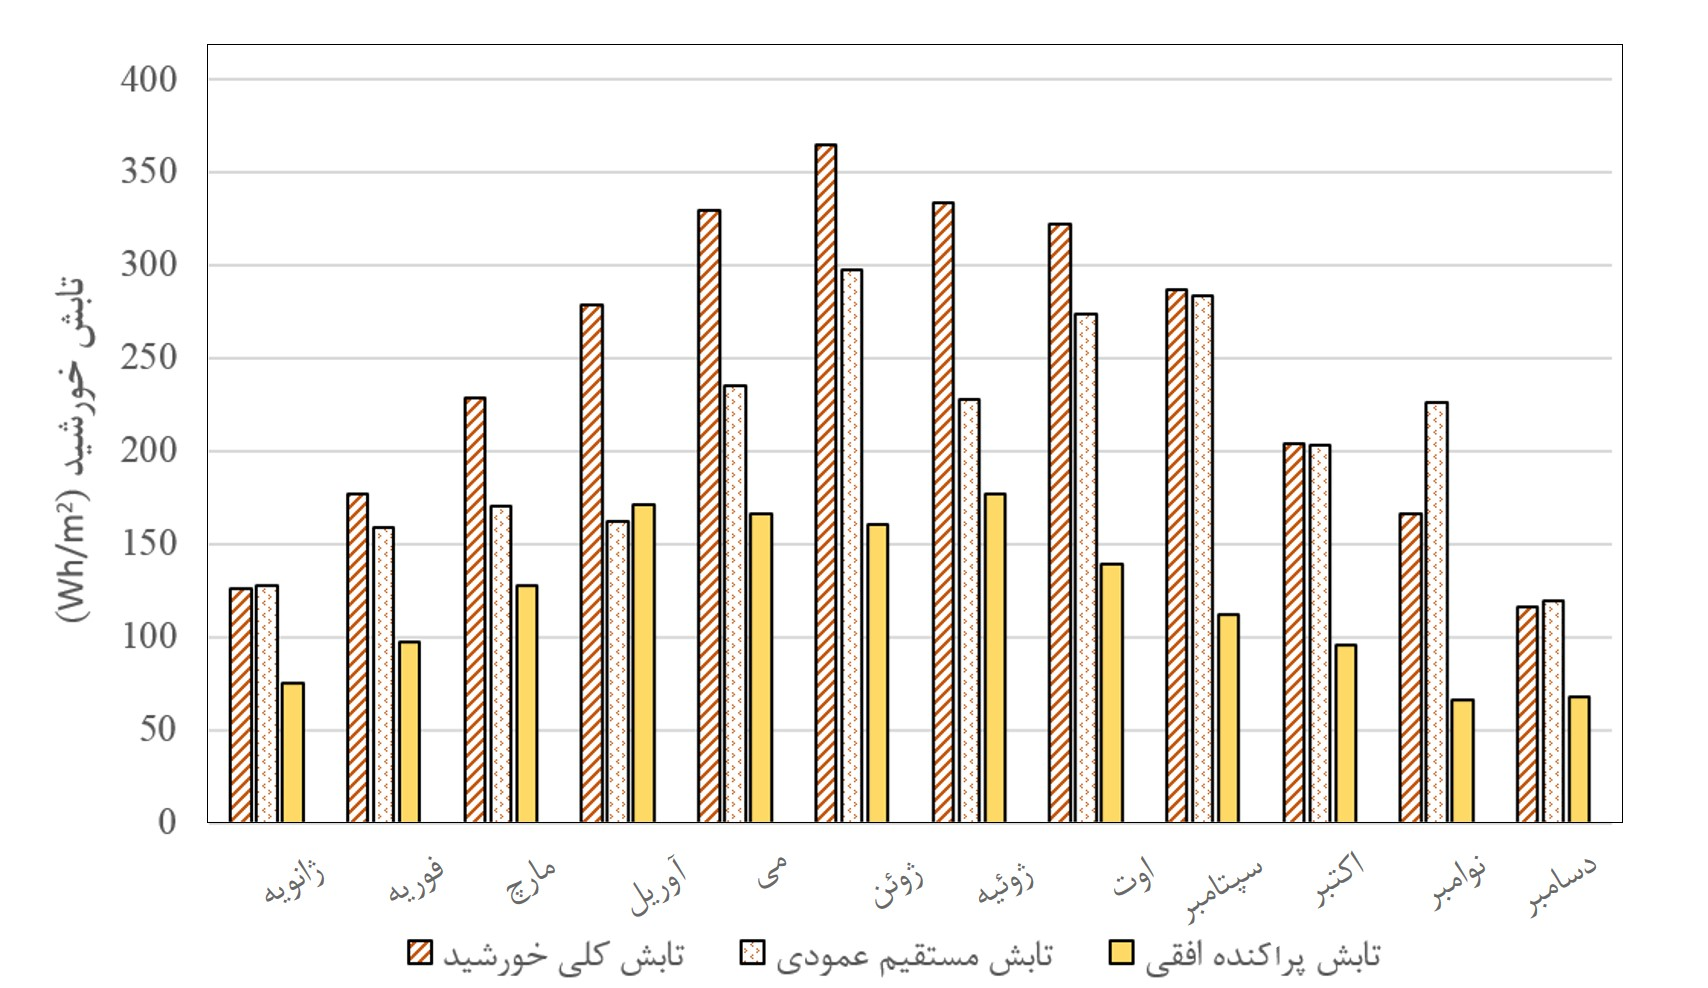 400
350
300
250
200
150
100
50
0
تابش خورشید (Wh/m²)
ژانویه
فوریه
مارچ
آوریل
می
ژوئن
ژوئیه
اوت
سپتامبر
اکتبر
نوامبر
دسامبر
تابش کلی خورشید
تابش مستقیم عمودی
تابش پراکنده افقی